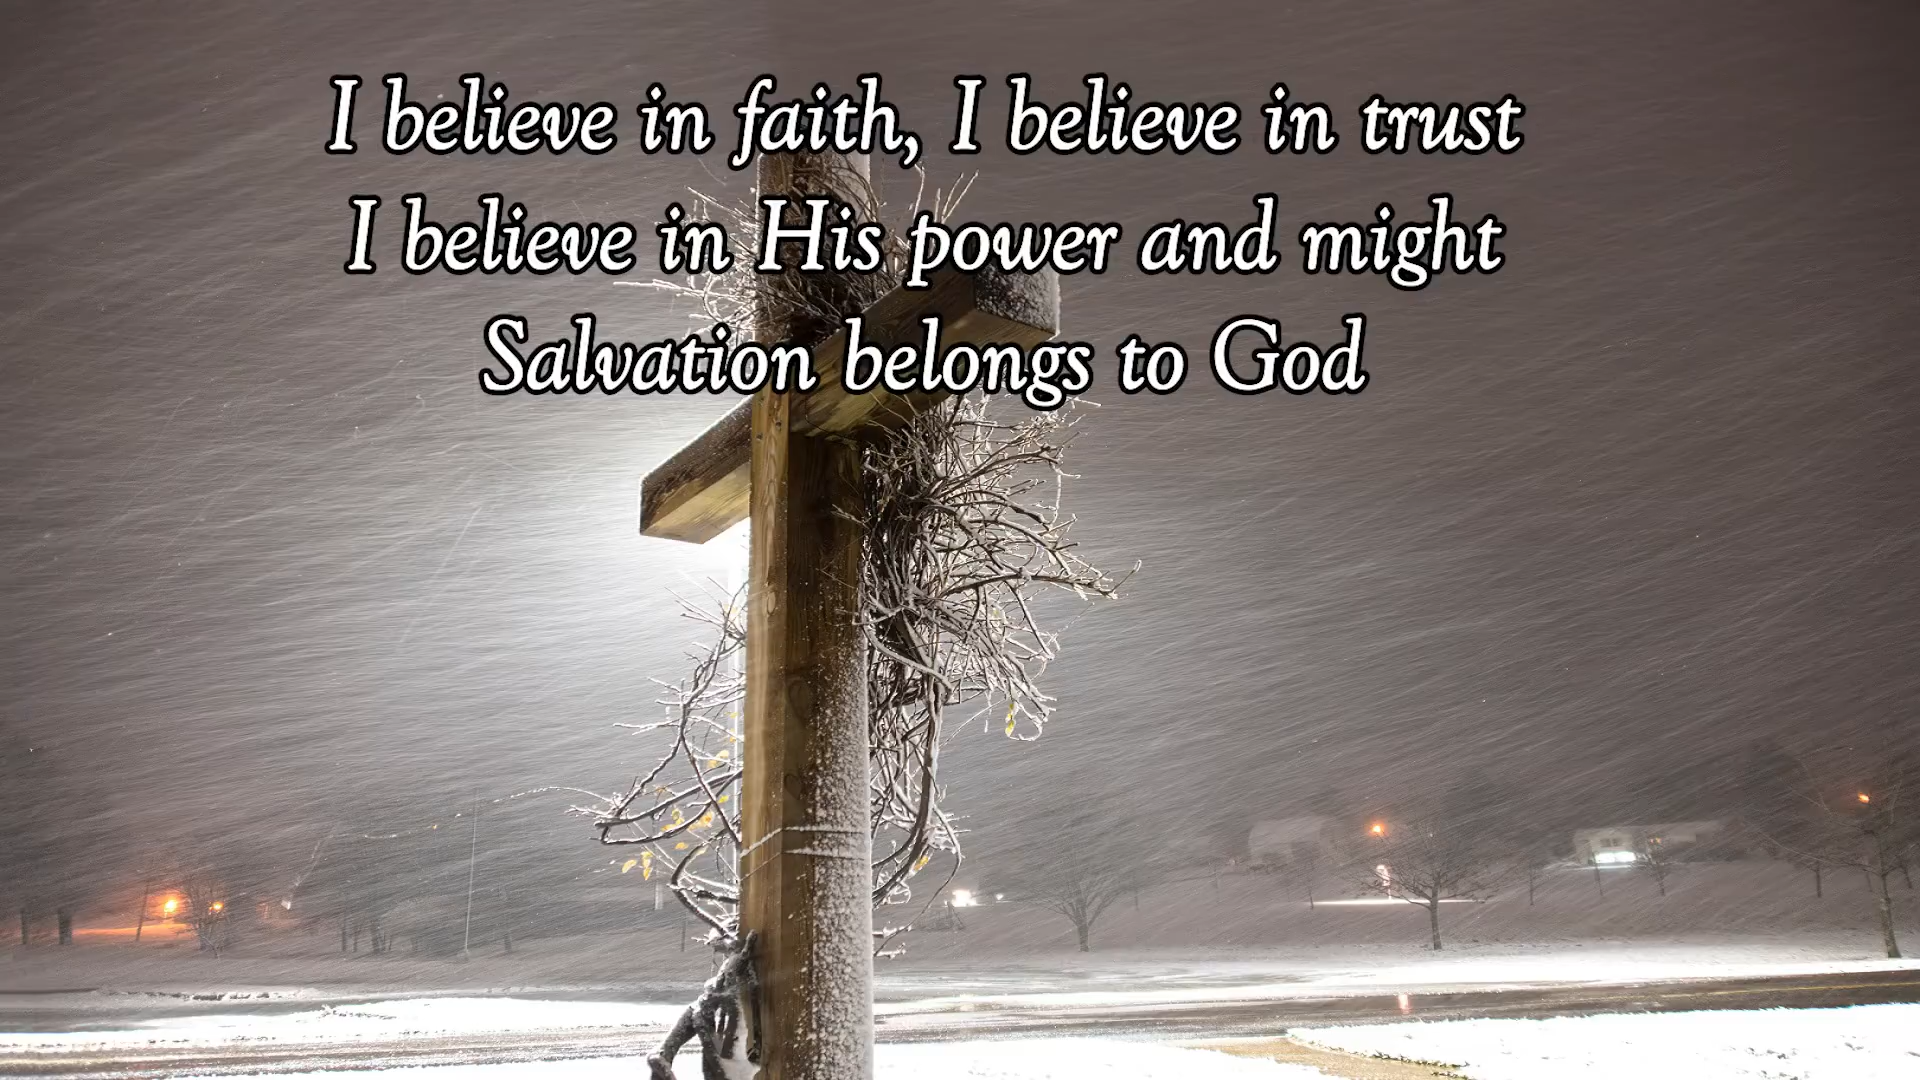 I believe in faith, I believe in trust
I believe in His power and might
Salvation belongs to God